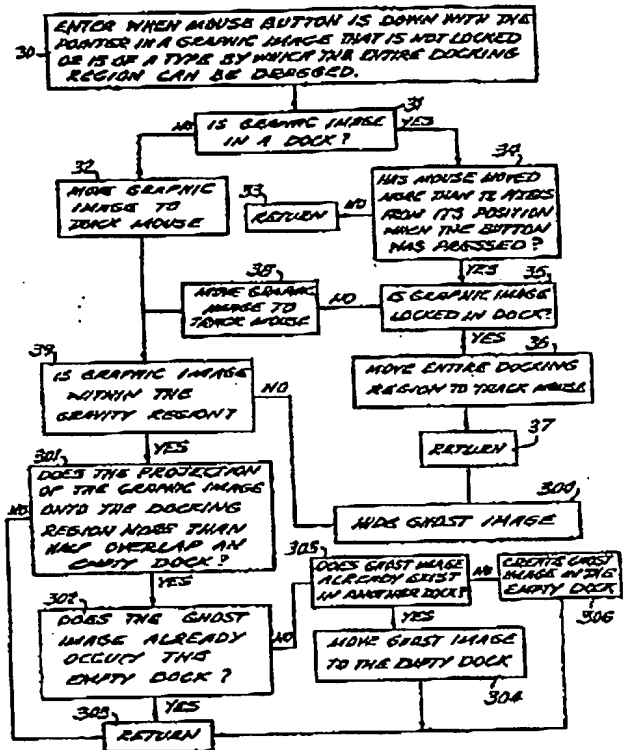 30
ENTER WHEN MOUSE BUTTON IS DOWN WITH THE
POINTER IN A GRAPHIC IMAGE THAT IS NOT LOCKED
OR IS OF A TYPE BY WHICH THE ENTIRE DOCKING
REGION CAN BE DRAGGED.
31
IS GRAPHIC IMAGE
IN A DOCK?
NO
YES
32
MOVE GRAPHIC
IMAGE TO
MOUSE
33
RETURN
NO
34
HAS MOUSE MOVED
MORE THAN
FROM ITS POSITION
WHEN THE BUTTON
WAS PRESSED?
YES
35
IS GRAPHIC IMAGE
LOCKED IN DOCK?
NO
38
MOVE GRAPHIC
IMAGE TO
TRACK MOUSE
YES
36
MOVE ENTIRE DOCKING
REGION TO TRACK MOUSE
37
RETURN
39
IS GRAPHIC IMAGE
WITHIN THE
GRAVITY REGION?
NO
YES
300
HIDE GHOST IMAGE
301
DOES THE PROJECTION
OF THE GRAPHIC IMAGE
ONTO THE DOCKING
REGION MORE THAN
HALF OVERLAP AN
EMPTY DOCK?
NO
YES
302
DOES THE GHOST
IMAGE ALREADY
OCCUPY THE
EMPTY DOCK?
NO
YES
303
RETURN
305
DOES GHOST IMAGE
ALREADY EXIST
IN ANOTHER DOCK?
NO
YES
CREATE GHOST
IMAGE IN THE
EMPTY DOCK
306
MOVE GHOST IMAGE
TO THE EMPTY DOCK
304